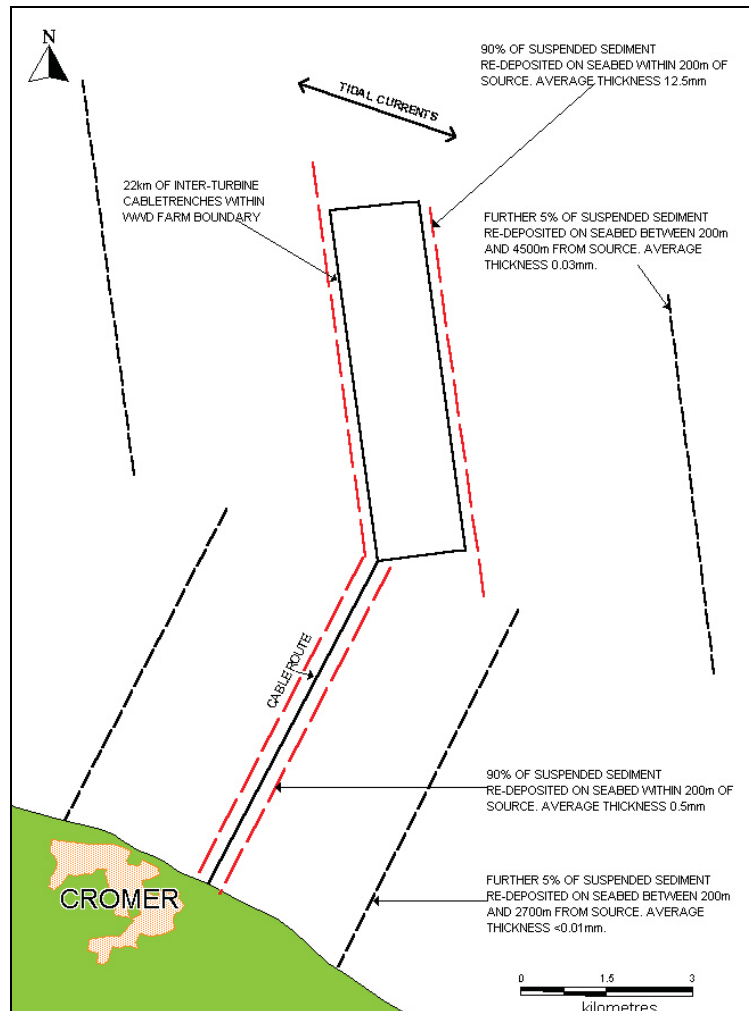 N
90% OF SUSPENDED SEDIMENT
RE-DEPOSITED ON SEABED WITHIN 200m OF
SOURCE. AVERAGE THICKNESS 12.5mm
TIDAL CURRENTS
22km OF INTER-TURBINE
CABLETRENCHES WITHIN
WWD FARM BOUNDARY
FURTHER 5% OF SUSPENDED SEDIMENT
RE-DEPOSITED ON SEABED BETWEEN 200m
AND 4500m FROM SOURCE. AVERAGE
THICKNESS 0.03mm.
CABLE ROUTE
90% OF SUSPENDED SEDIMENT
RE-DEPOSITED ON SEABED WITHIN 200m OF
SOURCE. AVERAGE THICKNESS 0.5mm
CROMER
FURTHER 5% OF SUSPENDED SEDIMENT
RE-DEPOSITED ON SEABED BETWEEN 200m
AND 2700m FROM SOURCE. AVERAGE
THICKNESS <0.01mm.
0 1.5 3
kilometres